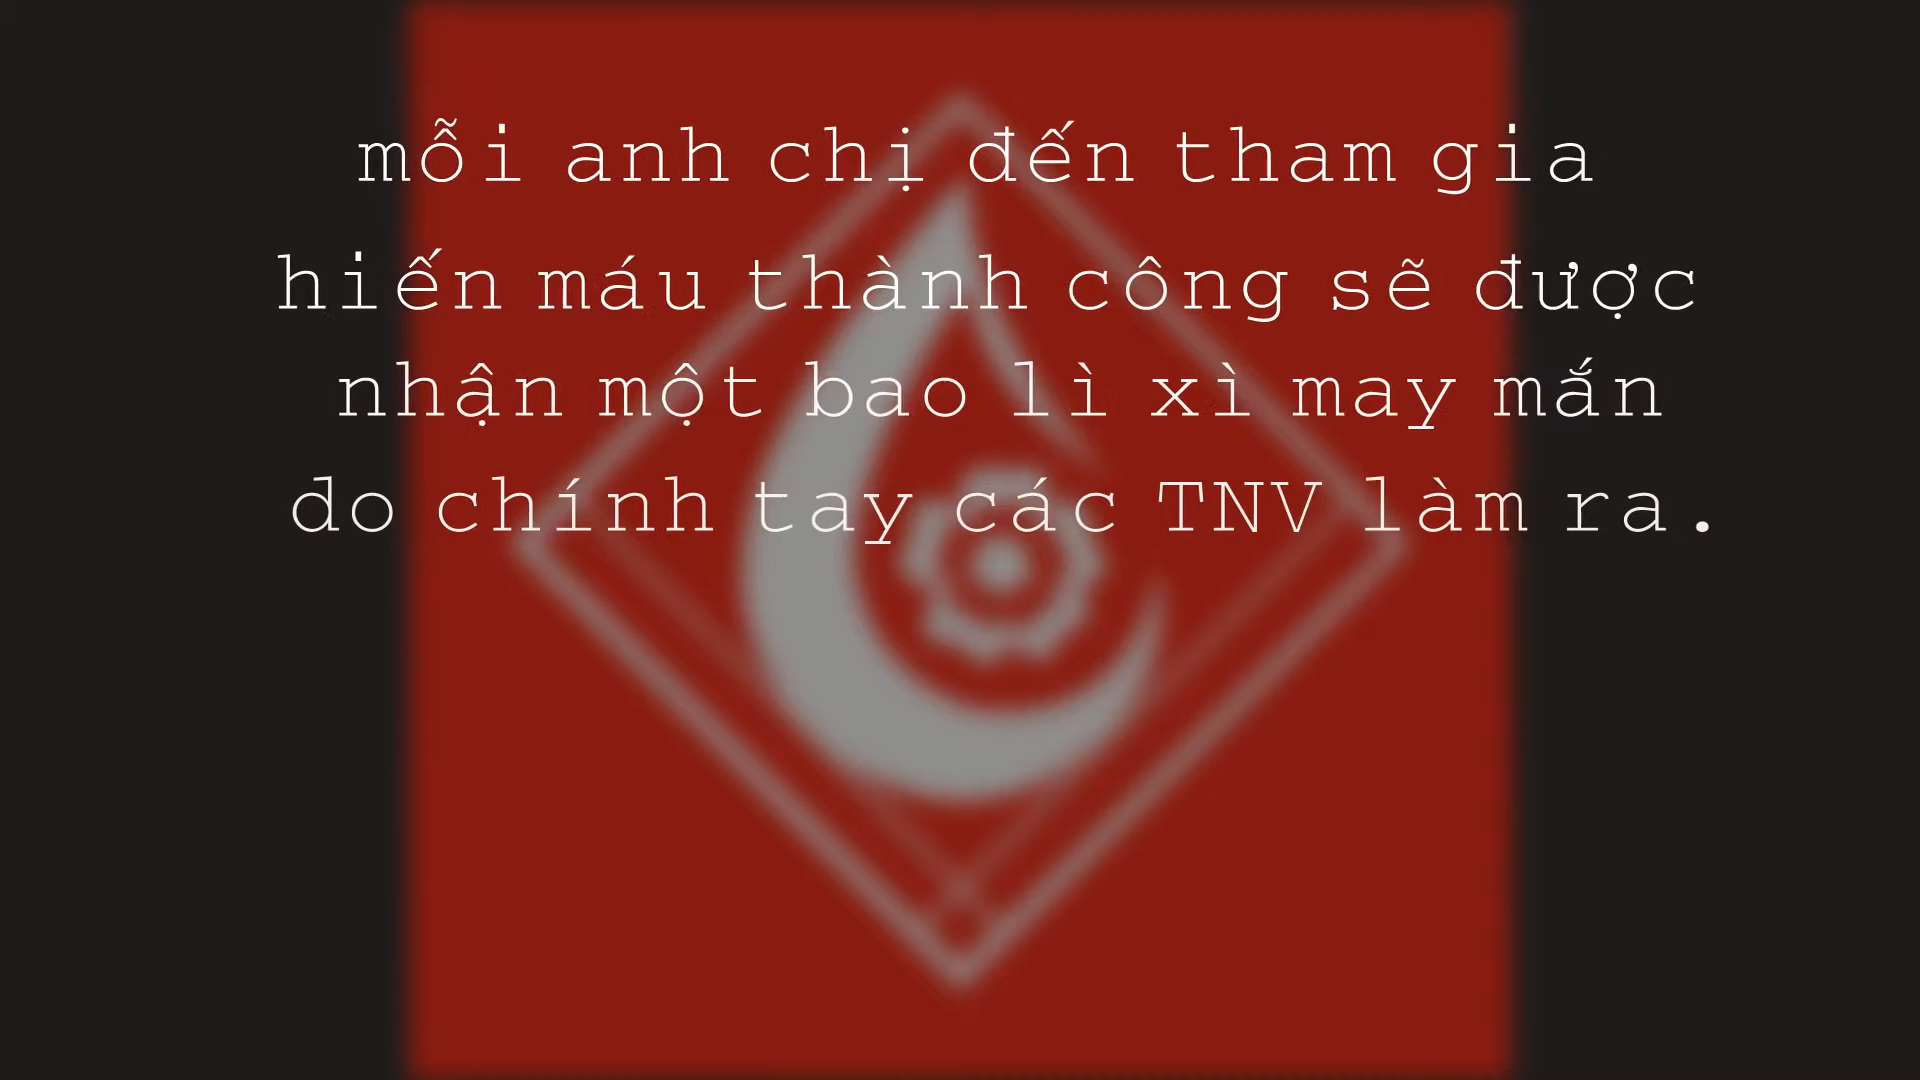 mỗi anh chị đến tham gia
hiến máu thành công sẽ được
nhận một bao lì xì may mắn
do chính tay các TNV làm ra.